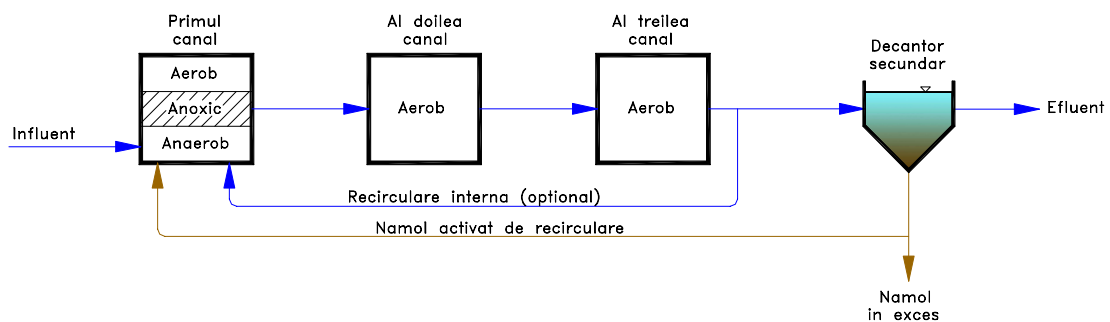 Primul
canal
Al doilea
canal
Al treilea
canal
Decantor
secundar
Aerob
Anoxic
Anaerob
Aerob
Aerob
Influent
Efluent
Recirculare interna (optional)
Namol activat de recirculare
Namol
in exces